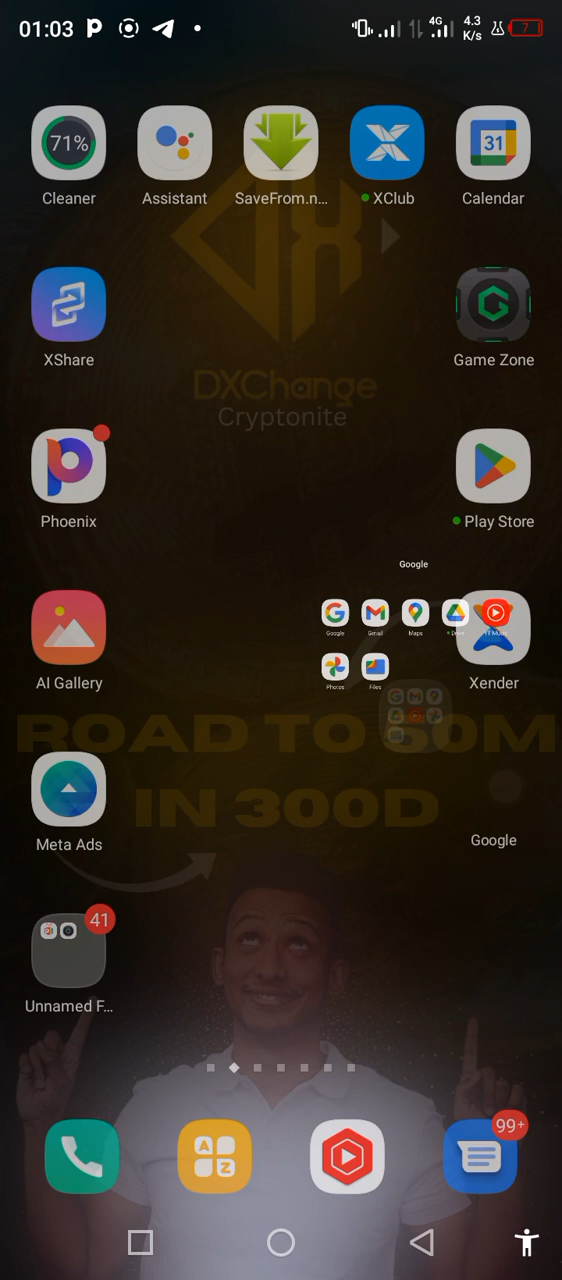 01:03
4G
4.3
K/s
7
71%
31
Cleaner
Assistant
SaveFrom.n...
XClub
Calendar
XShare
Game Zone
DXChange
Cryptonite
Phoenix
Play Store
Google
Google
Gmail
Maps
Drive
YT Music
Photos
Files
AI Gallery
Xender
ROAD TO 50M
IN 300D
Meta Ads
Google
41
Unnamed F...
A
Z
99+